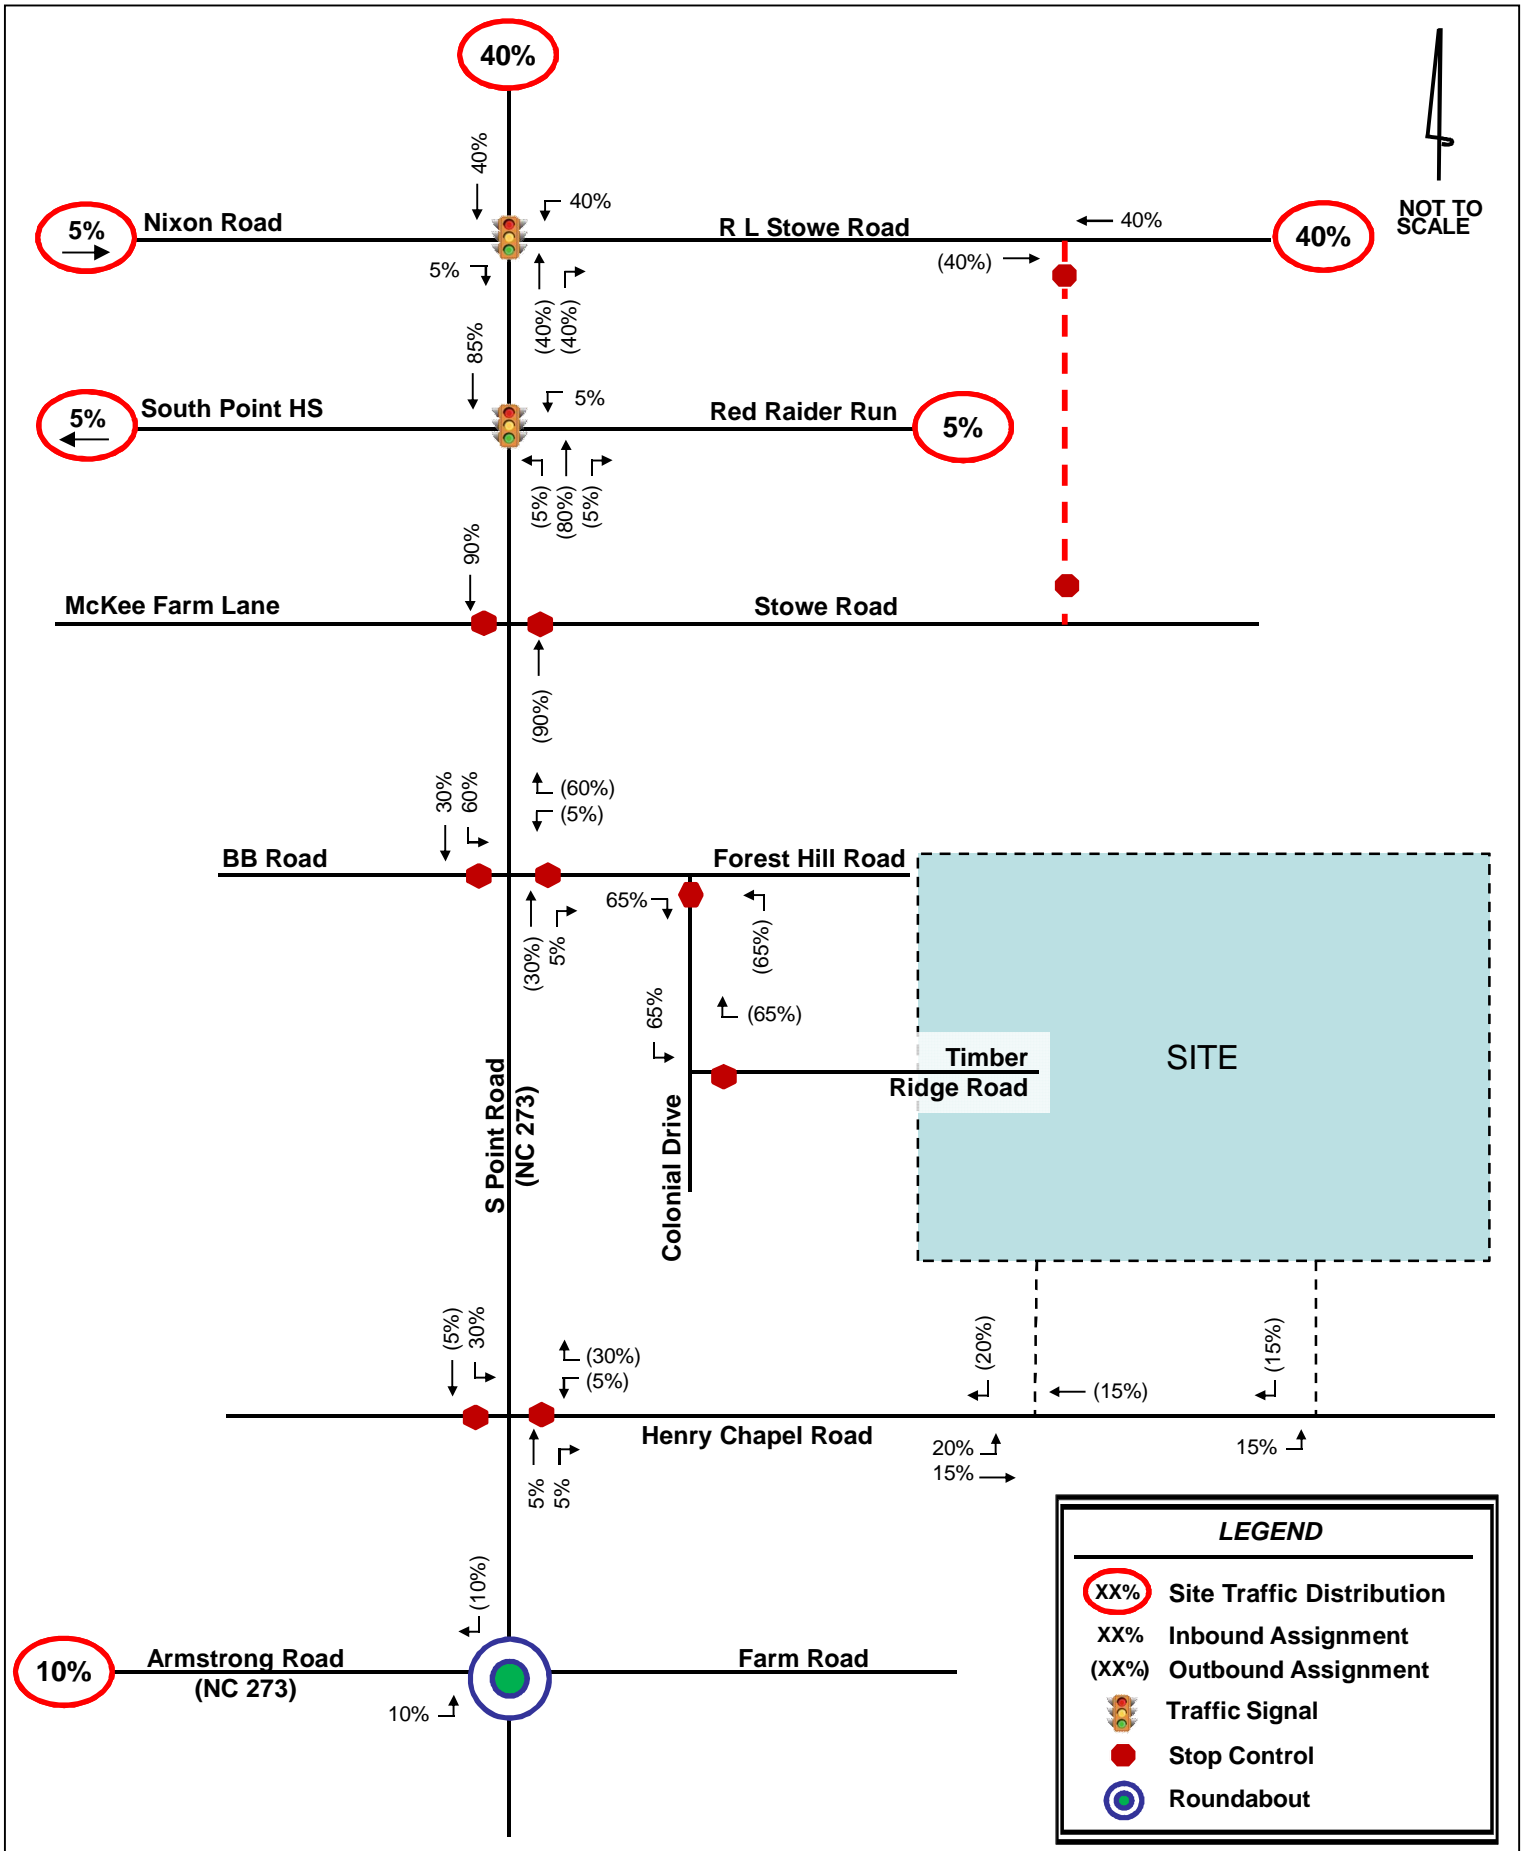 40%
40%
40%
Nixon Road
5%
R L Stowe Road
40%
40%
NOT TO
SCALE
5%
(40%)
(40%)
(40%)
85%
South Point HS
5%
5%
Red Raider Run
5%
(5%)
(80%)
(5%)
90%
McKee Farm Lane
Stowe Road
(90%)
30%
60%
(60%)
(5%)
BB Road
Forest Hill Road
65%
(30%)
5%
(65%)
65%
(65%)
Timber
Ridge Road
SITE
S Point Road
(NC 273)
Colonial Drive
(5%)
30%
(30%)
(5%)
(20%)
(15%)
(15%)
Henry Chapel Road
20%
15%
15%
5%
5%
(10%)
10%
Armstrong Road
(NC 273)
Farm Road
10%
LEGEND
XX% Site Traffic Distribution
XX% Inbound Assignment
(XX%) Outbound Assignment
Traffic Signal
Stop Control
Roundabout